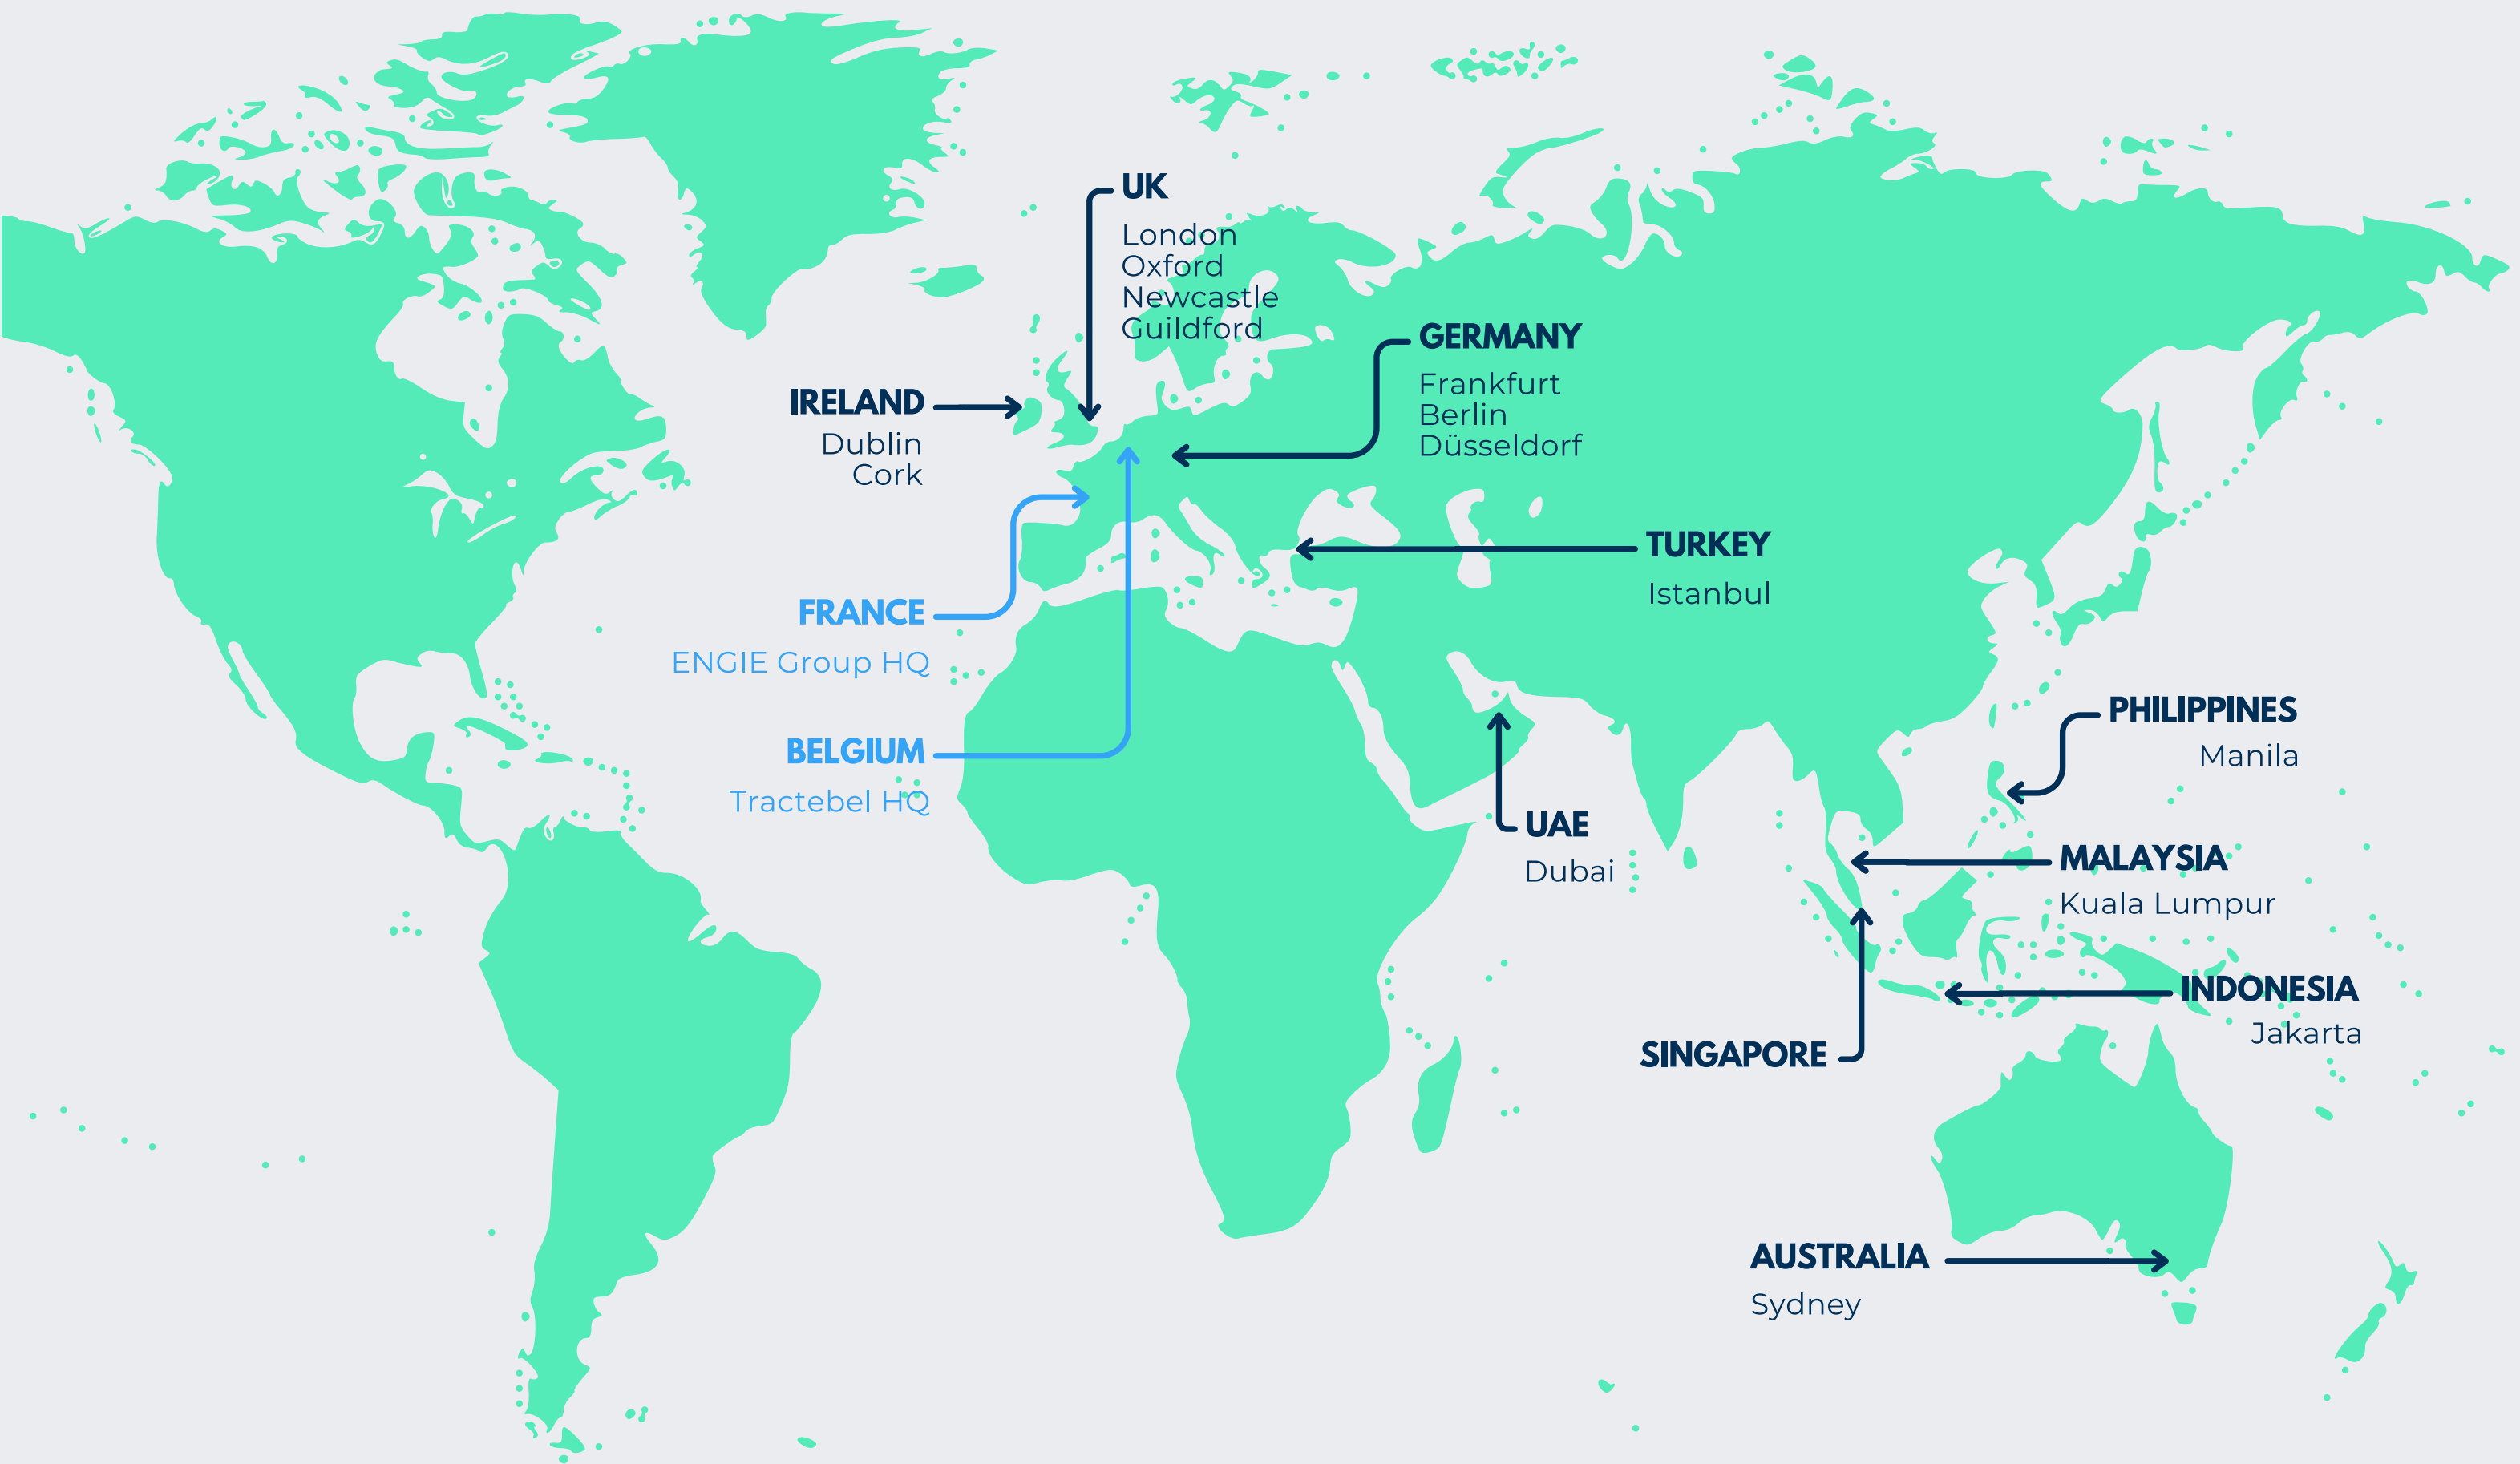 UK
London
Oxford
Newcastle
Guildford
GERMANY
Frankfurt
Berlin
Düsseldorf
IRELAND
Dublin
Cork
TURKEY
Istanbul
FRANCE
ENGIE Group HQ
BELGIUM
Tractebel HQ
PHILIPPINES
Manila
UAE
Dubai
MALAYSIA
Kuala Lumpur
INDONESIA
Jakarta
SINGAPORE
AUSTRALIA
Sydney